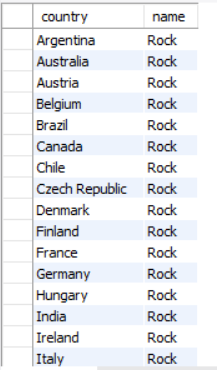 country name
Argentina Rock
Australia Rock
Austria Rock
Belgium Rock
Brazil Rock
Canada Rock
Chile Rock
Czech Republic Rock
Denmark Rock
Finland Rock
France Rock
Germany Rock
Hungary Rock
India Rock
Ireland Rock
Italy Rock